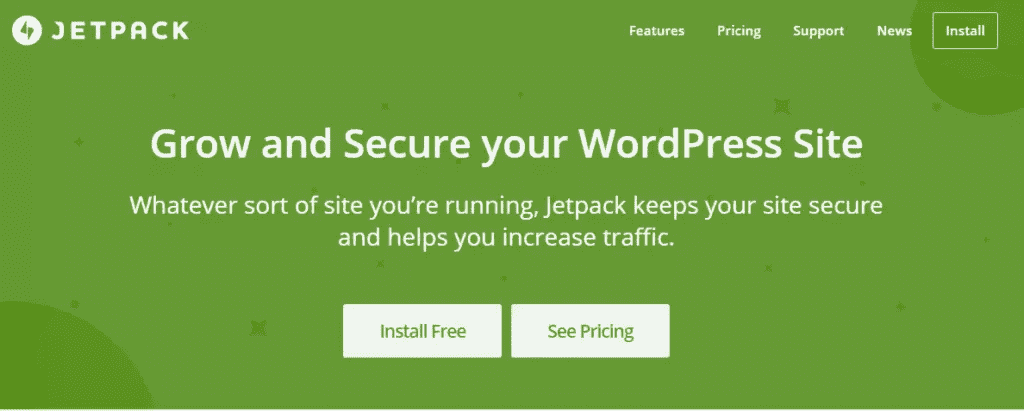 JETPACK
Features Pricing Support News Install
Grow and Secure your WordPress Site
Whatever sort of site you’re running, Jetpack keeps your site secure
and helps you increase traffic.
Install Free See Pricing